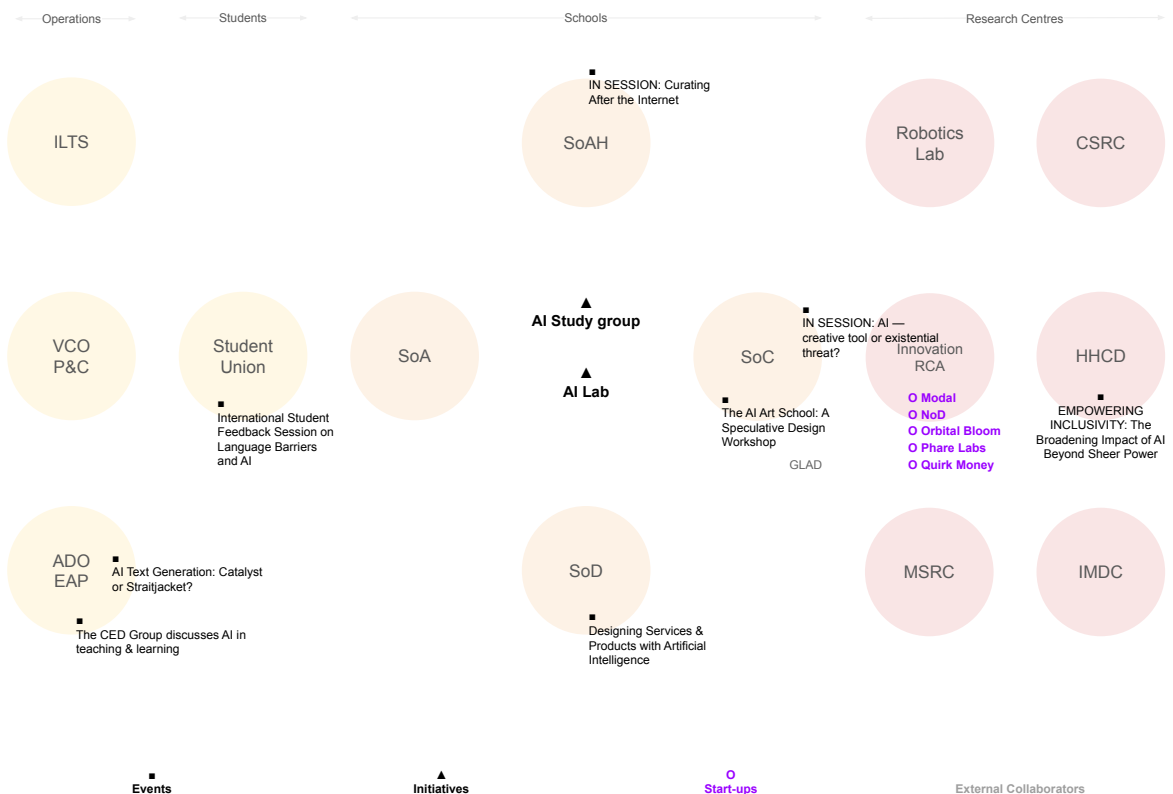 Operations
Students
Schools
Research Centres
■
IN SESSION: Curating
After the Internet
ILTS
SoAH
Robotics
Lab
CSRC
▲
AI Study group
■
IN SESSION: AI —
creative tool or existential
threat?
VCO
P&C
Student
Union
SoA
SoC
Innovation
RCA
HHCD
▲
AI Lab
■
International Student
Feedback Session on
Language Barriers
and AI
■
The AI Art School: A
Speculative Design
Workshop
GLAD
O Modal
O NoD
O Orbital Bloom
O Phare Labs
O Quirk Money
■
EMPOWERING
INCLUSIVITY: The
Broadening Impact of AI
Beyond Sheer Power
ADO
EAP
■
AI Text Generation: Catalyst
or Straitjacket?
■
The CED Group discusses AI in
teaching & learning
SoD
■
Designing Services &
Products with Artificial
Intelligence
MSRC
IMDC
■
Events
▲
Initiatives
O
Start-ups
External Collaborators